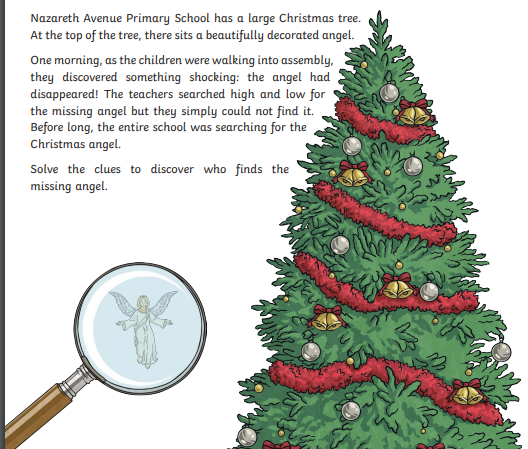 Nazareth Avenue Primary School has a large Christmas tree.
At the top of the tree, there sits a beautifully decorated angel.
One morning, as the children were walking into assembly,
they discovered something shocking: the angel had
disappeared! The teachers searched high and low for
the missing angel but they simply could not find it.
Before long, the entire school was searching for the
Christmas angel.
Solve the clues to discover who finds the
missing angel.